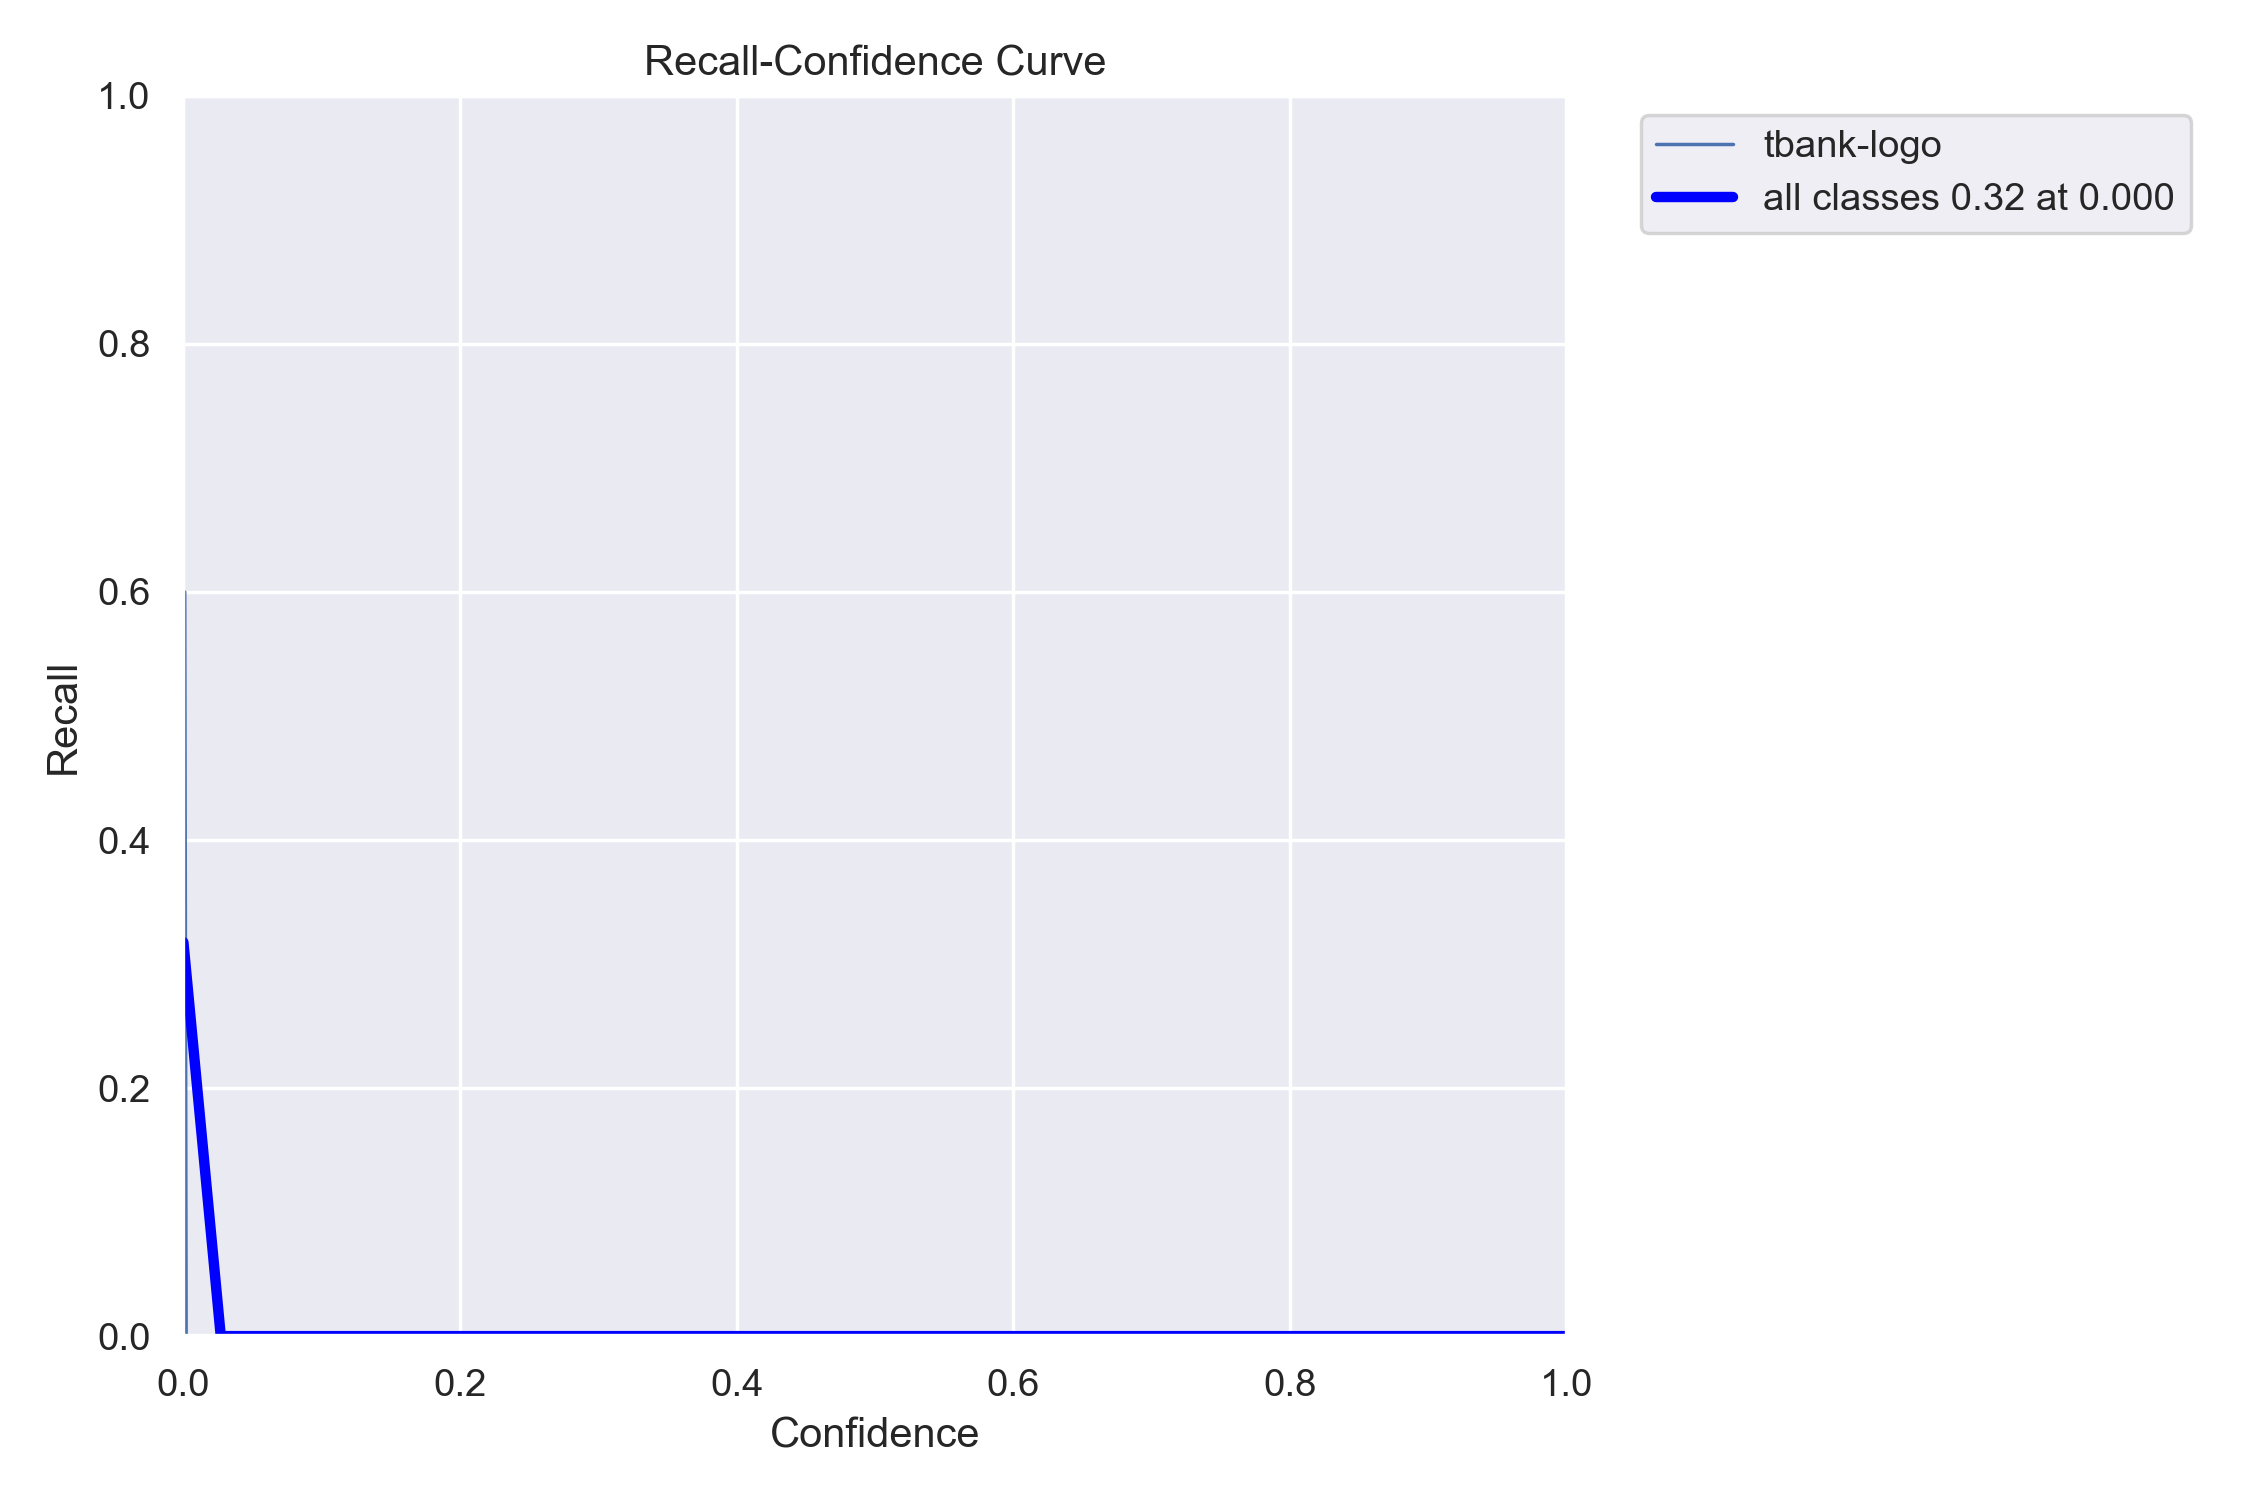 Recall-Confidence Curve
1.0
0.8
0.6
0.4
0.2
0.0
Recall
0.0 0.2 0.4 0.6 0.8 1.0
Confidence
tbank-logo
all classes 0.32 at 0.000